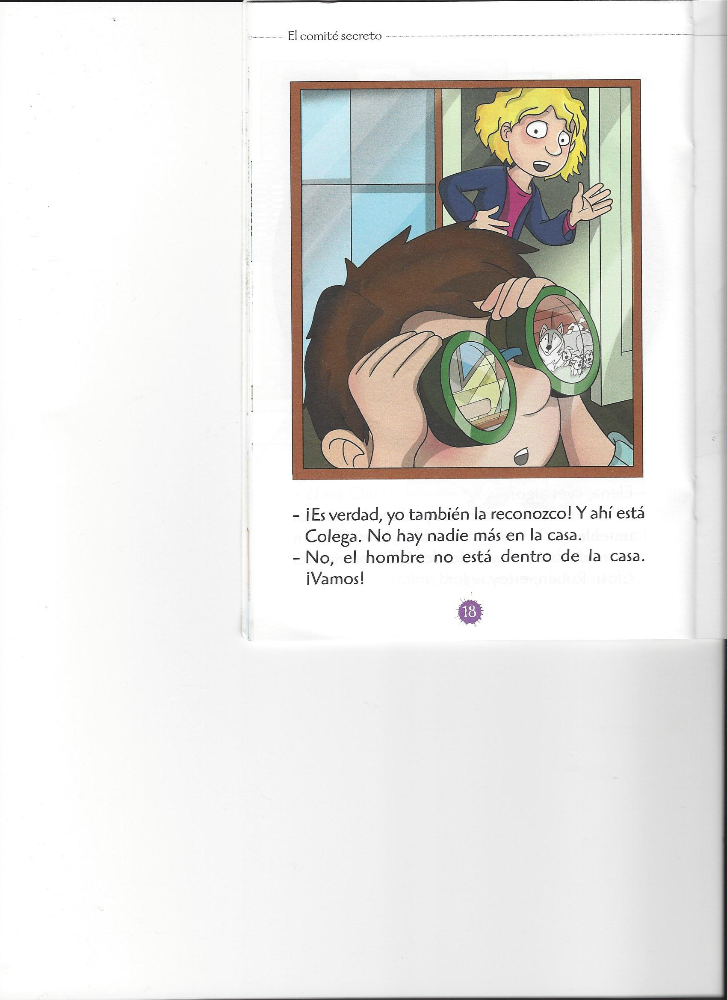 El comité secreto
– ¡Es verdad, yo también la reconozco! Y ahí está
Colega. No hay nadie más en la casa.
– No, el hombre no está dentro de la casa.
¡Vamos!
18